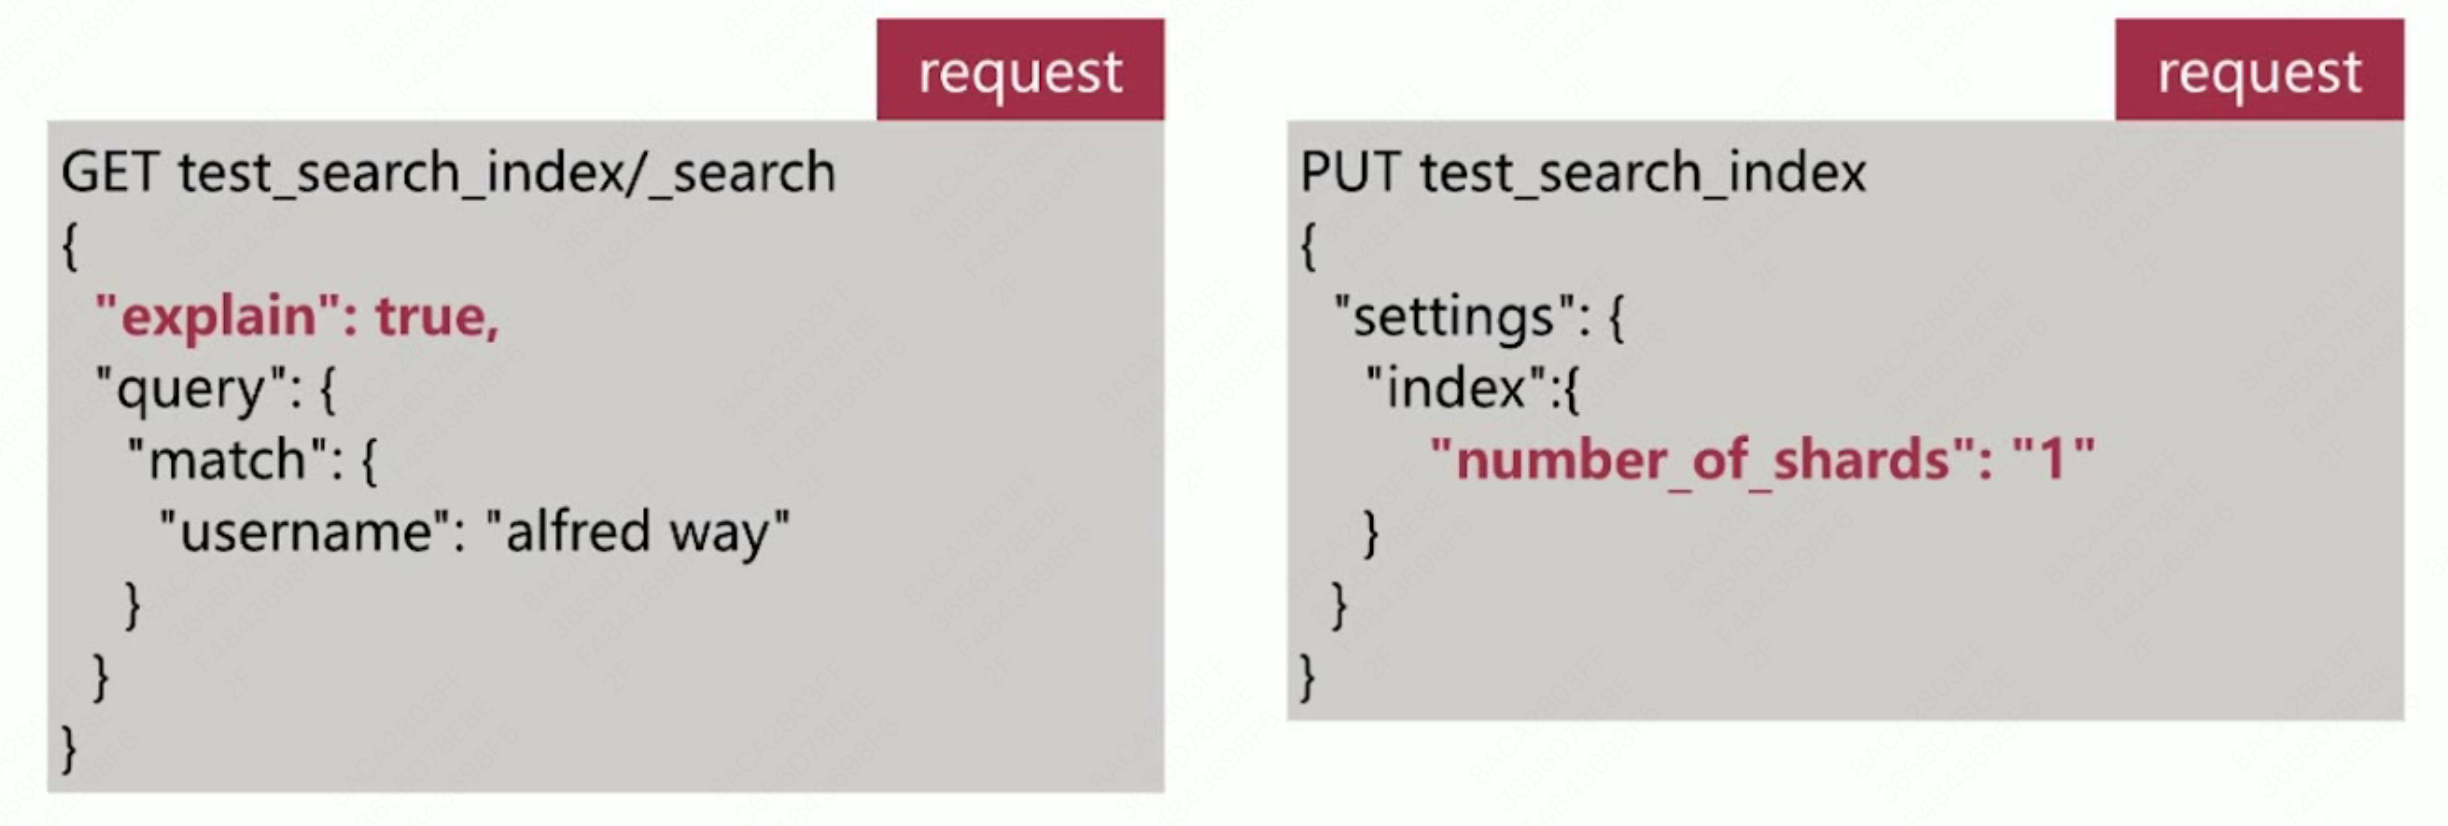 request
GET test_search_index/_search
{
"explain": true,
"query": {
"match": {
"username": "alfred way"
}
}
}
request
PUT test_search_index
{
"settings": {
"index":{
"number_of_shards": "1"
}
}
}